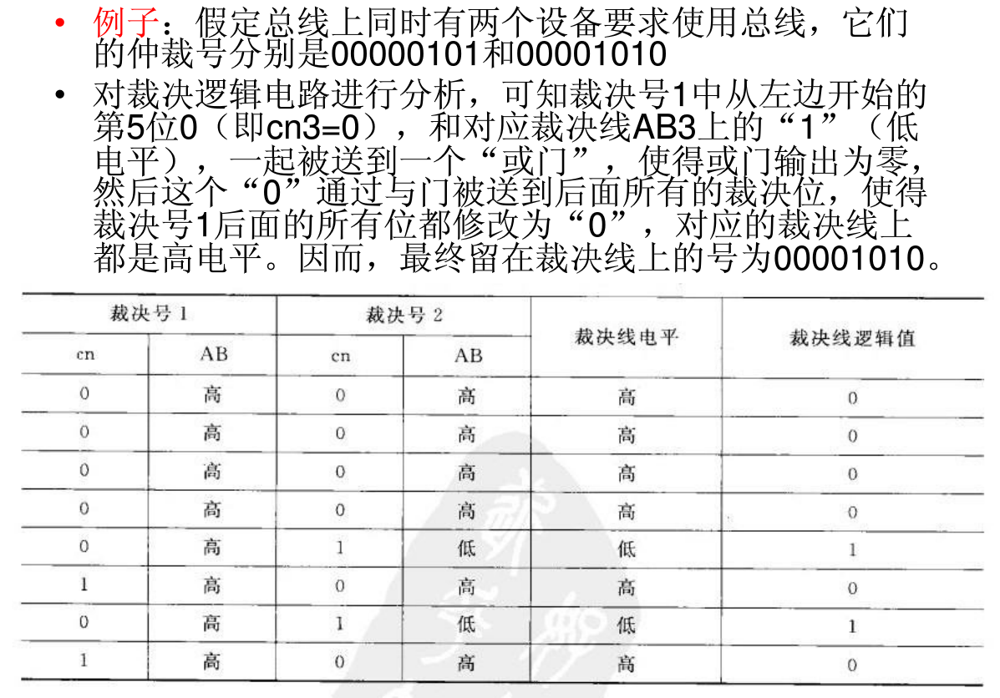 • 例子：假定总线上同时有两个设备要求使用总线，它们
的仲裁号分别是00000101和00001010
• 对裁决逻辑电路进行分析，可知裁决号1中从左边开始的
第5位0（即cn3=0），和对应裁决线AB3上的“1”（低
电平），一起被送到一个“或门”，使得或门输出为零，
然后这个“0”通过与门被送到后面所有的裁决位，使得
裁决号1后面的所有位都修改为“0”，对应的裁决线上
都是高电平。因而，最终留在裁决线上的号为00001010。
裁决号 1 裁决号 2 裁决线电平 裁决线逻辑值
cn AB cn AB
0 高 0 高 高 0
0 高 0 高 高 0
0 高 0 高 高 0
0 高 0 高 高 0
0 高 1 低 低 1
1 高 0 高 高 0
0 高 1 低 低 1
1 高 0 高 高 0